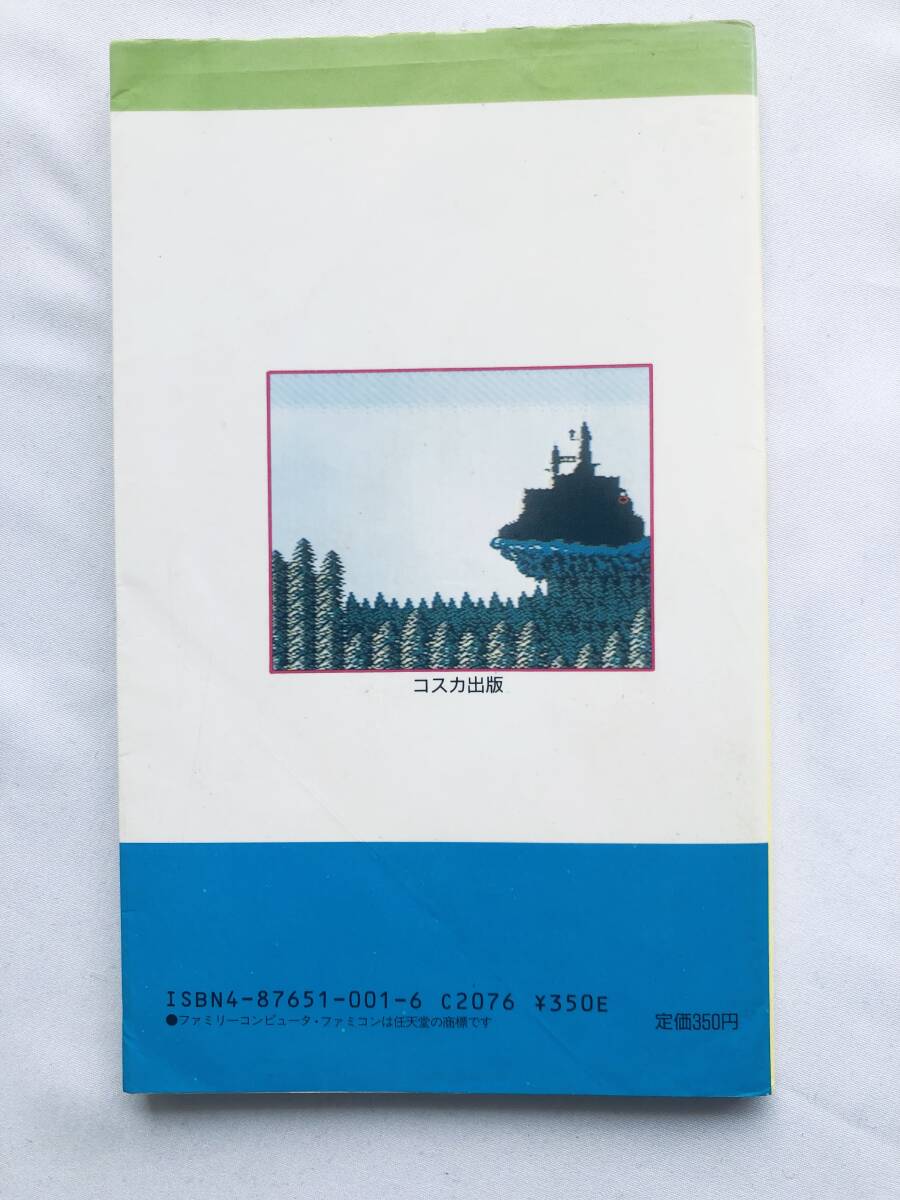 コスカ出版
ISBN4-87651-001-6 C2076 ¥350E
●ファミリーコンピュータ・ファミコンは任天堂の商標です
定価350円